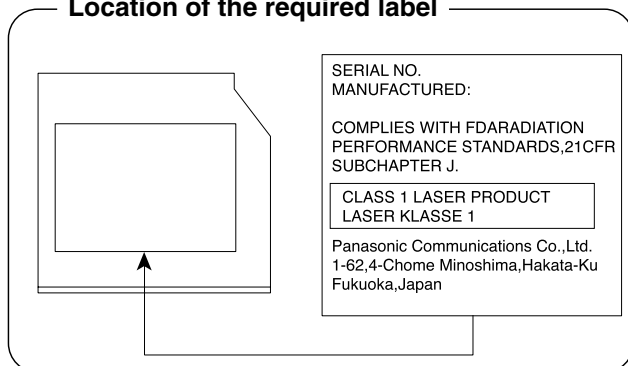 Location of the required label
SERIAL NO.
MANUFACTURED:
COMPLIES WITH FDARADIATION
PERFORMANCE STANDARDS,21CFR
SUBCHAPTER J.
CLASS 1 LASER PRODUCT
LASER KLASSE 1
Panasonic Communications Co.,Ltd.
1-62,4-Chome Minoshima,Hakata-Ku
Fukuoka,Japan